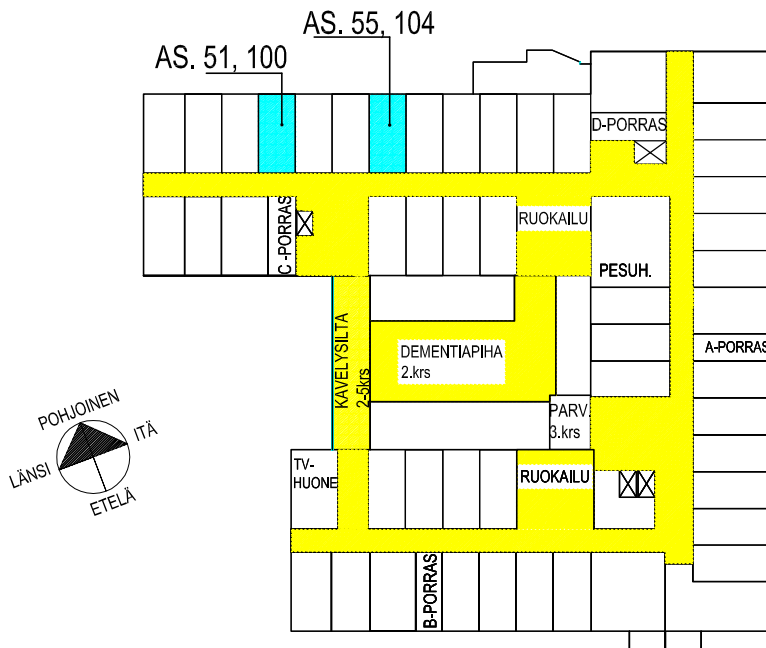 AS. 55, 104
AS. 51, 100
D-PORRAS
C -PORRAS
RUOKAILU
PESUH.
KAVELYSILTA
2-5krs
DEMENTIAPIHA
2.krs
A-PORRAS
PARV
3.krs
POHJOINEN
ITÄ
LÄNSI
ETELÄ
TV-
HUONE
RUOKAILU
B-PORRAS